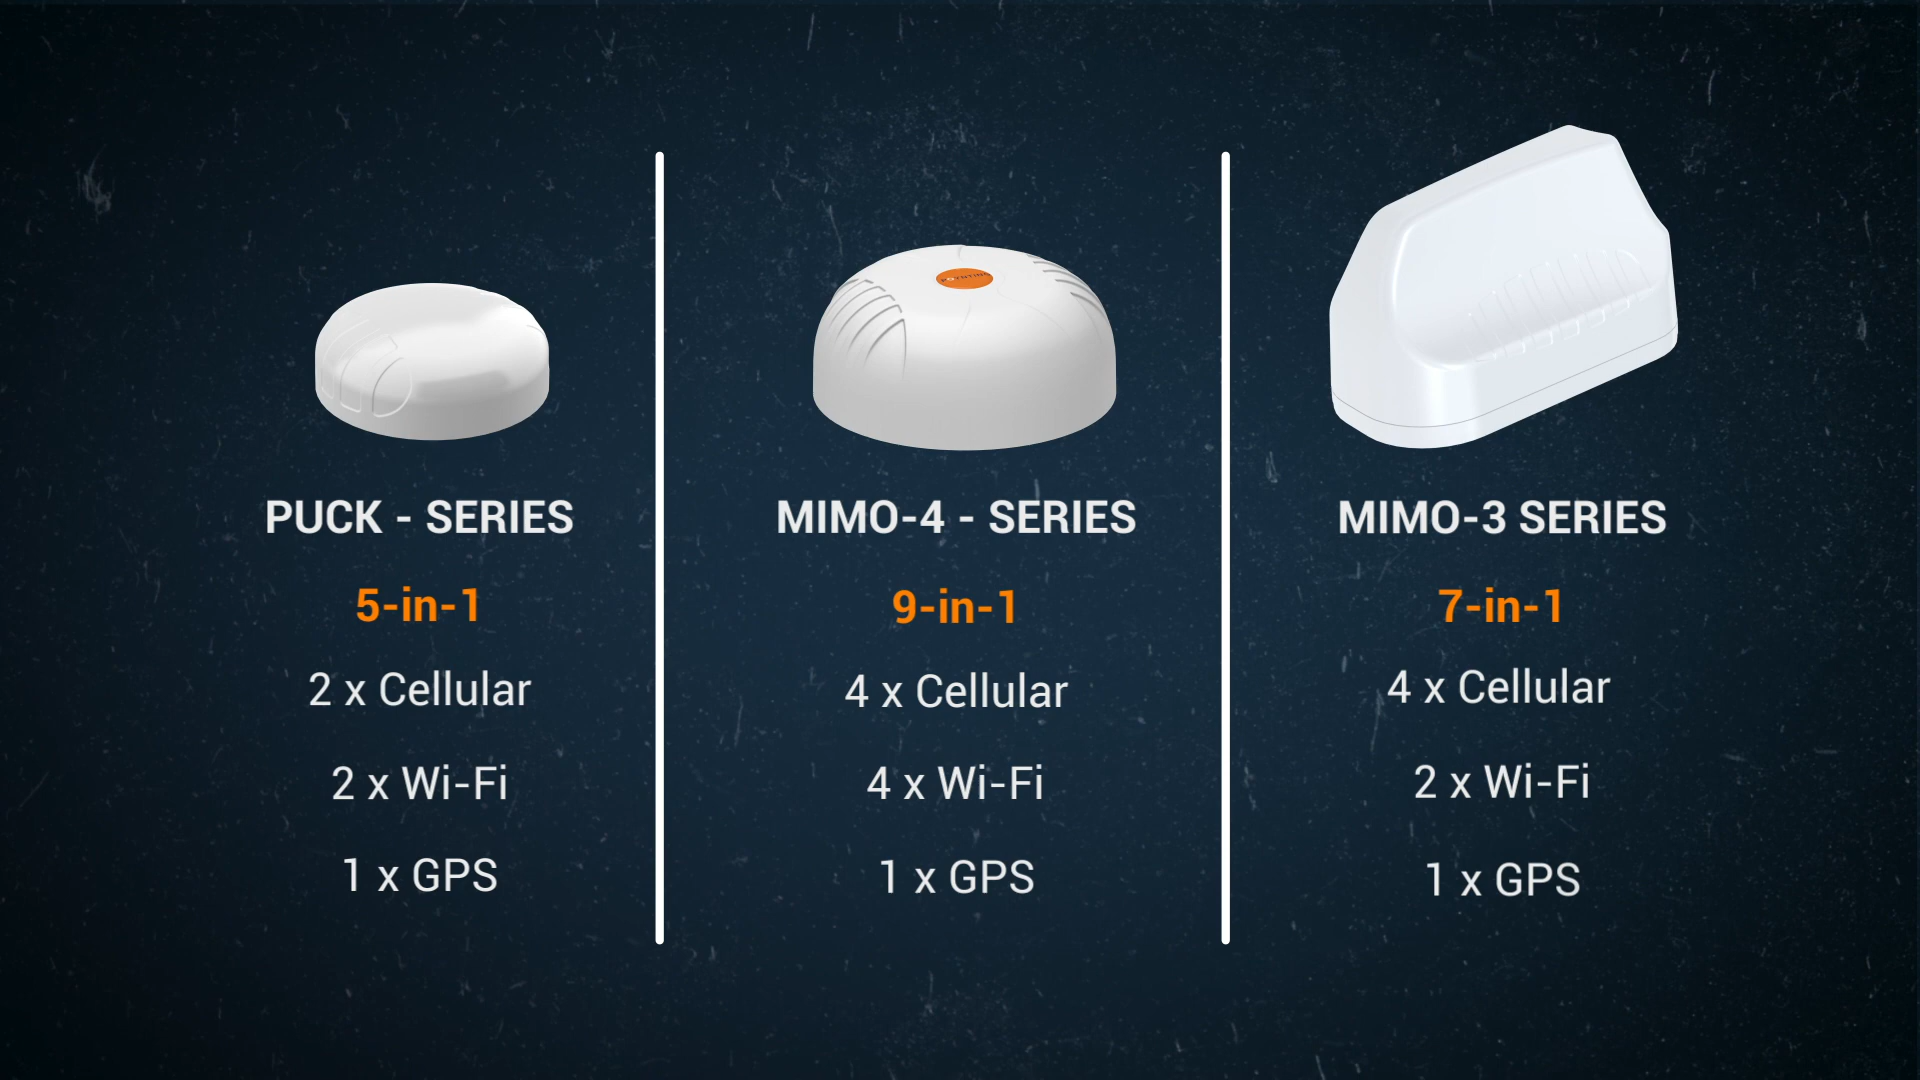 POYNTING
PUCK - SERIES
5-in-1
2 x Cellular
2 x Wi-Fi
1 x GPS
MIMO-4 - SERIES
9-in-1
4 x Cellular
4 x Wi-Fi
1 x GPS
MIMO-3 SERIES
7-in-1
4 x Cellular
2 x Wi-Fi
1 x GPS